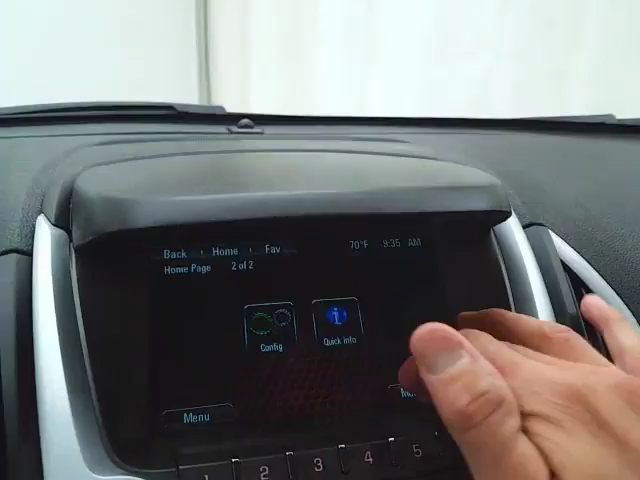 Back Home Fav 70°F 9:35 AM
Home Page 2 of 2
Config Quick Info
Menu
1 2 3 4 5